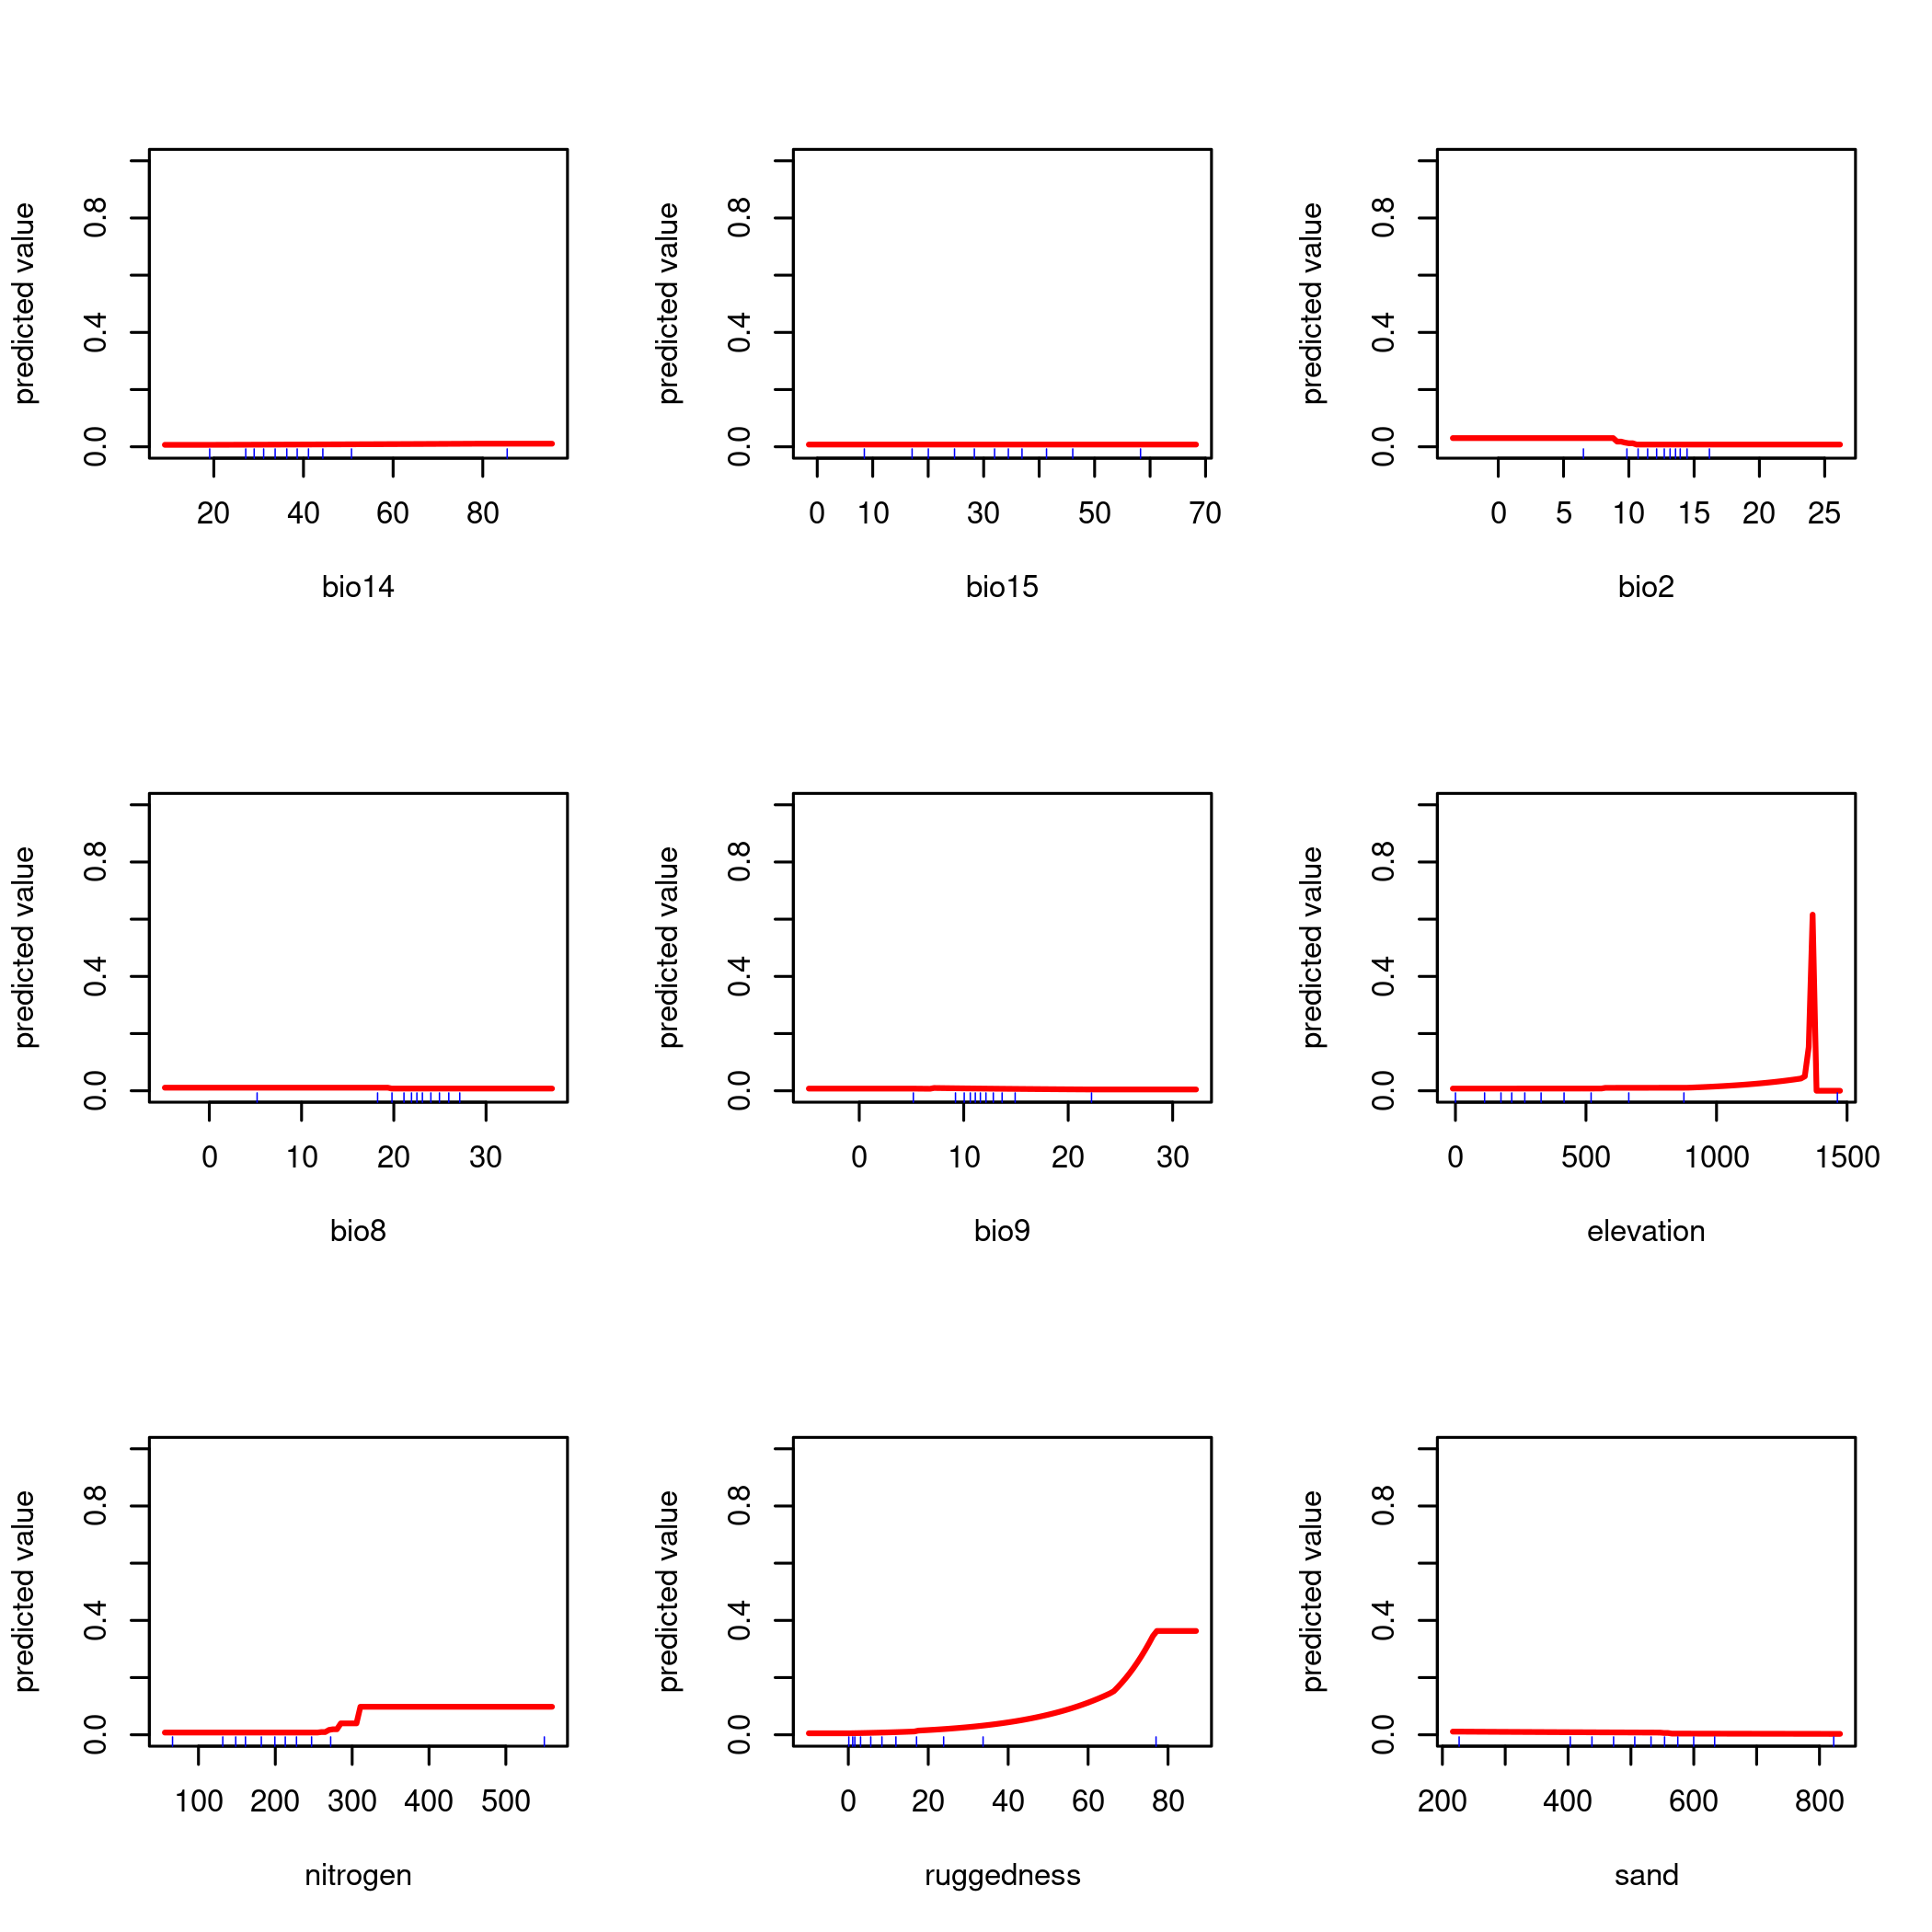 predicted value
0.0 0.4 0.8
20 40 60 80
bio14
predicted value
0.0 0.4 0.8
0 10 30 50 70
bio15
predicted value
0.0 0.4 0.8
0 5 10 15 20 25
bio2
predicted value
0.0 0.4 0.8
0 10 20 30
bio8
predicted value
0.0 0.4 0.8
0 10 20 30
bio9
predicted value
0.0 0.4 0.8
0 500 1000 1500
elevation
predicted value
0.0 0.4 0.8
100 200 300 400 500
nitrogen
predicted value
0.0 0.4 0.8
0 20 40 60 80
ruggedness
predicted value
0.0 0.4 0.8
200 400 600 800
sand